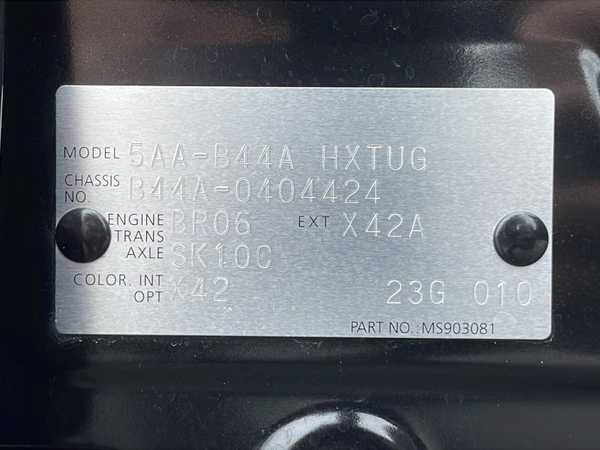 MODEL 5AA-B44A HXTUG
CHASSIS NO. B44A-0404424
ENGINE BR06 EXT X42A
TRANS AXLE SK10C
COLOR. INT X42
OPT 23G 010
PART NO.: MS903081